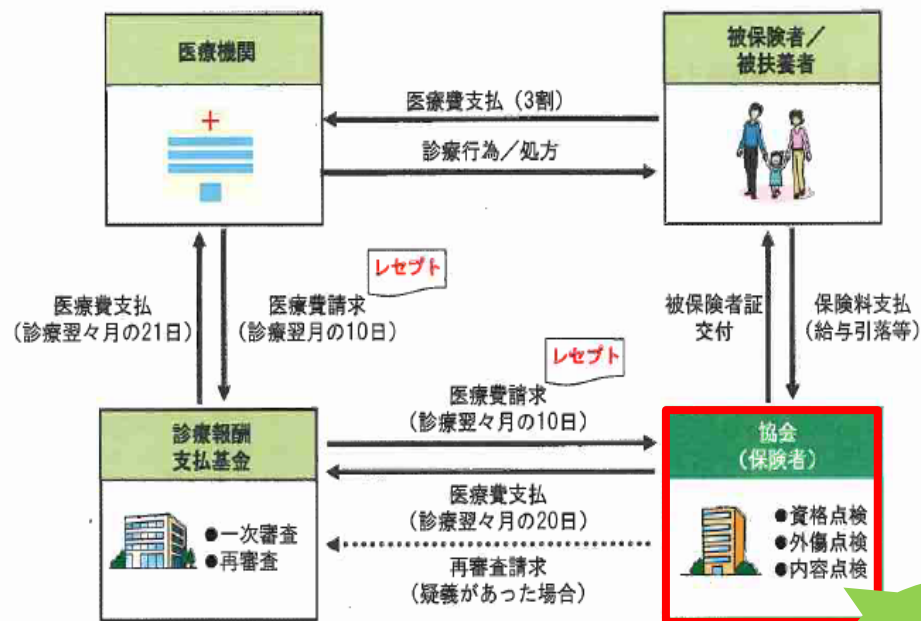 医療機関
被保険者／
被扶養者
医療費支払（3割）
診療行為／処方
レセプト
医療費支払
（診療翌々月の21日）
医療費請求
（診療翌月の10日）
被保険者証
交付
保険料支払
（給与引落等）
レセプト
医療費請求
（診療翌々月の10日）
診療報酬
支払基金
●一次審査
●再審査
協会
（保険者）
●資格点検
●外傷点検
●内容点検
医療費支払
（診療翌々月の20日）
再審査請求
（疑義があった場合）